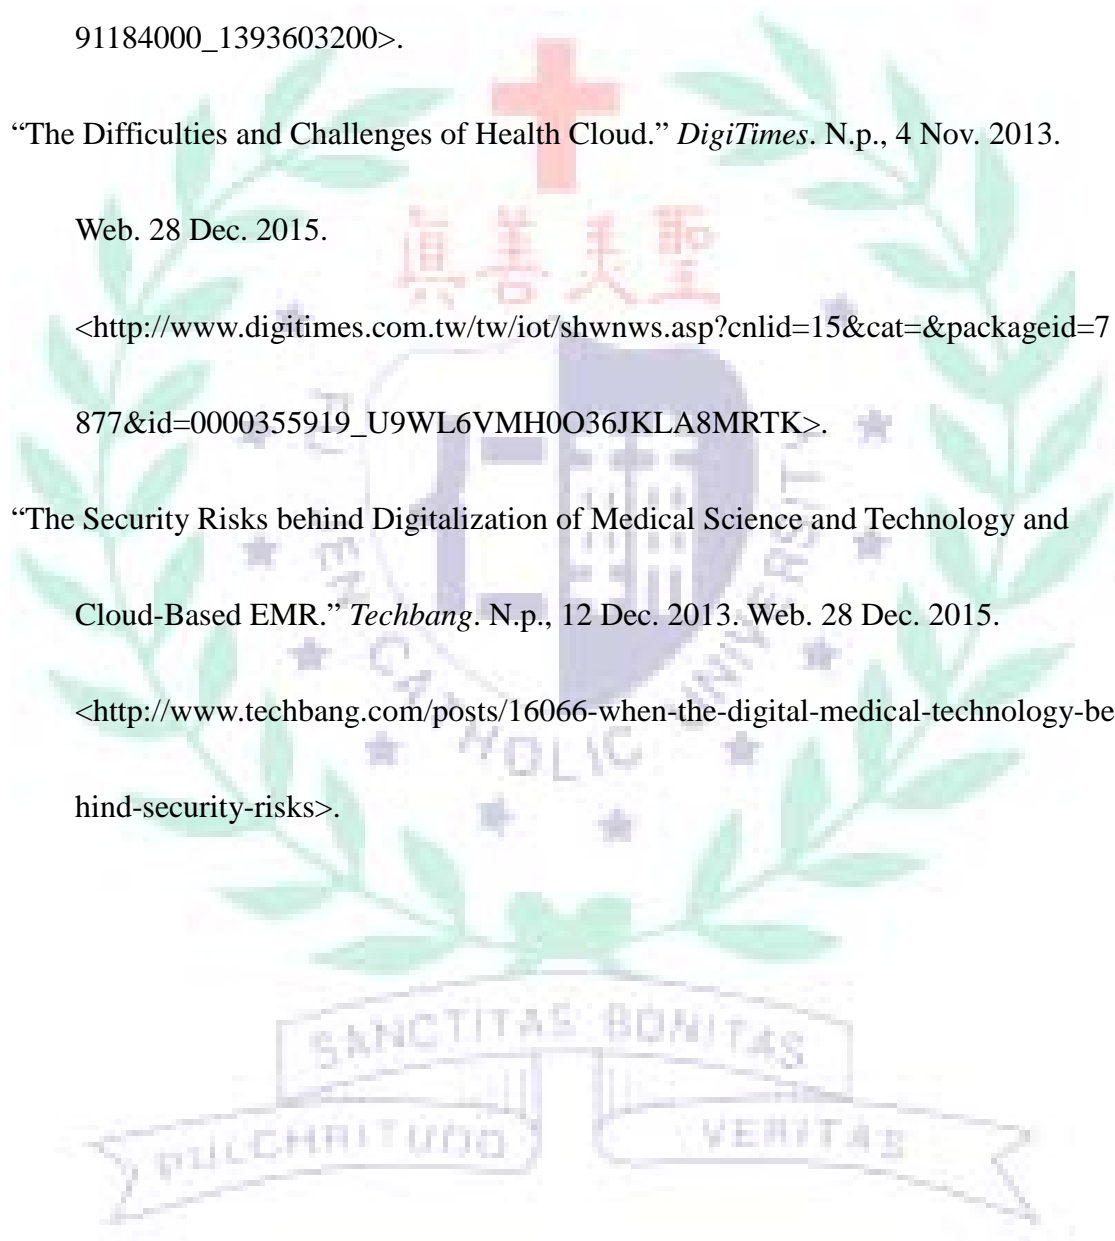 91184000_1393603200>.
“The Difficulties and Challenges of Health Cloud.” DigiTimes. N.p., 4 Nov. 2013.
Web. 28 Dec. 2015.
真善美聖
<http://www.digitimes.com.tw/tw/iot/shwnws.asp?cnlid=15&cat=&packageid=7
877&id=0000355919_U9WL6VMH0O36JKLA8MRTK>.
“The Security Risks behind Digitalization of Medical Science and Technology and
Cloud-Based EMR.” Techbang. N.p., 12 Dec. 2013. Web. 28 Dec. 2015.
<http://www.techbang.com/posts/16066-when-the-digital-medical-technology-be
hind-security-risks>.
FU JEN CATHOLIC UNIVERSITY
SANCTITAS BONITAS
PULCHRITUDO VERITAS